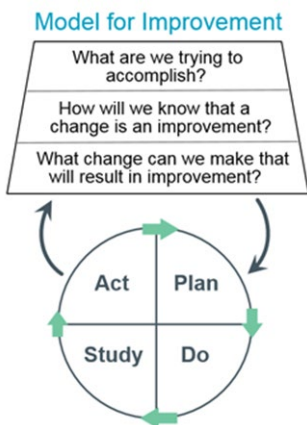 Model for Improvement
What are we trying to
accomplish?
How will we know that a
change is an improvement?
What change can we make that
will result in improvement?
Act
Plan
Study
Do